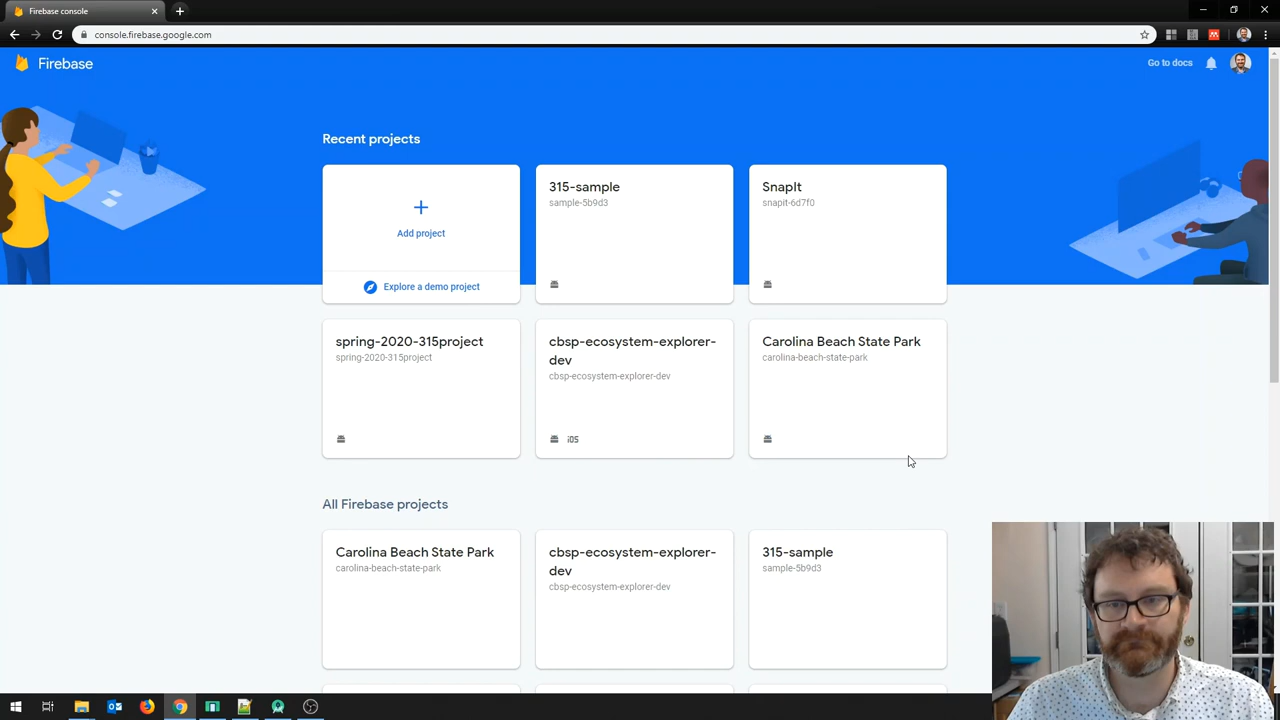 Firebase console
console.firebase.google.com
Firebase
Go to docs
Recent projects
Add project
Explore a demo project
315-sample
sample-5b9d3
SnapIt
snapit-6d7f0
spring-2020-315project
spring-2020-315project
cbsp-ecosystem-explorer-
dev
cbsp-ecosystem-explorer-dev
iOS
Carolina Beach State Park
carolina-beach-state-park
All Firebase projects
Carolina Beach State Park
carolina-beach-state-park
cbsp-ecosystem-explorer-
dev
cbsp-ecosystem-explorer-dev
315-sample
sample-5b9d3